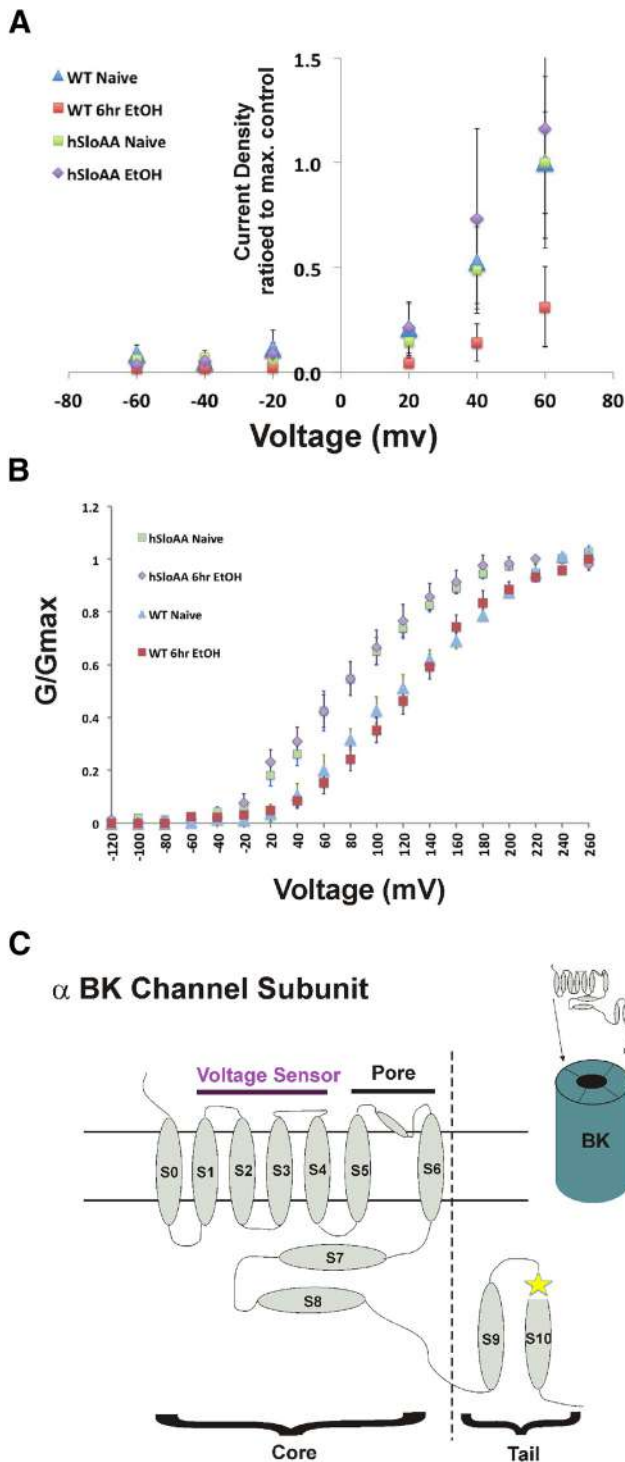 A
WT Naive
WT 6hr EtOH
hSloAA Naive
hSloAA EtOH
Current Density
ratioed to max. control
1.5
1.0
0.5
0.0
-80
-60
-40
-20
0
20
40
60
80
Voltage (mv)
B
hSloAA Naive
hSloAA 6hr EtOH
WT Naive
WT 6hr EtOH
G/Gmax
1.2
1
0.8
0.6
0.4
0.2
0
-120
-100
-80
-60
-40
-20
20
40
60
80
100
120
140
160
180
200
220
240
260
Voltage (mV)
C
α BK Channel Subunit
Voltage Sensor
Pore
S0
S1
S2
S3
S4
S5
S6
BK
S7
S8
S9
S10
Core
Tail